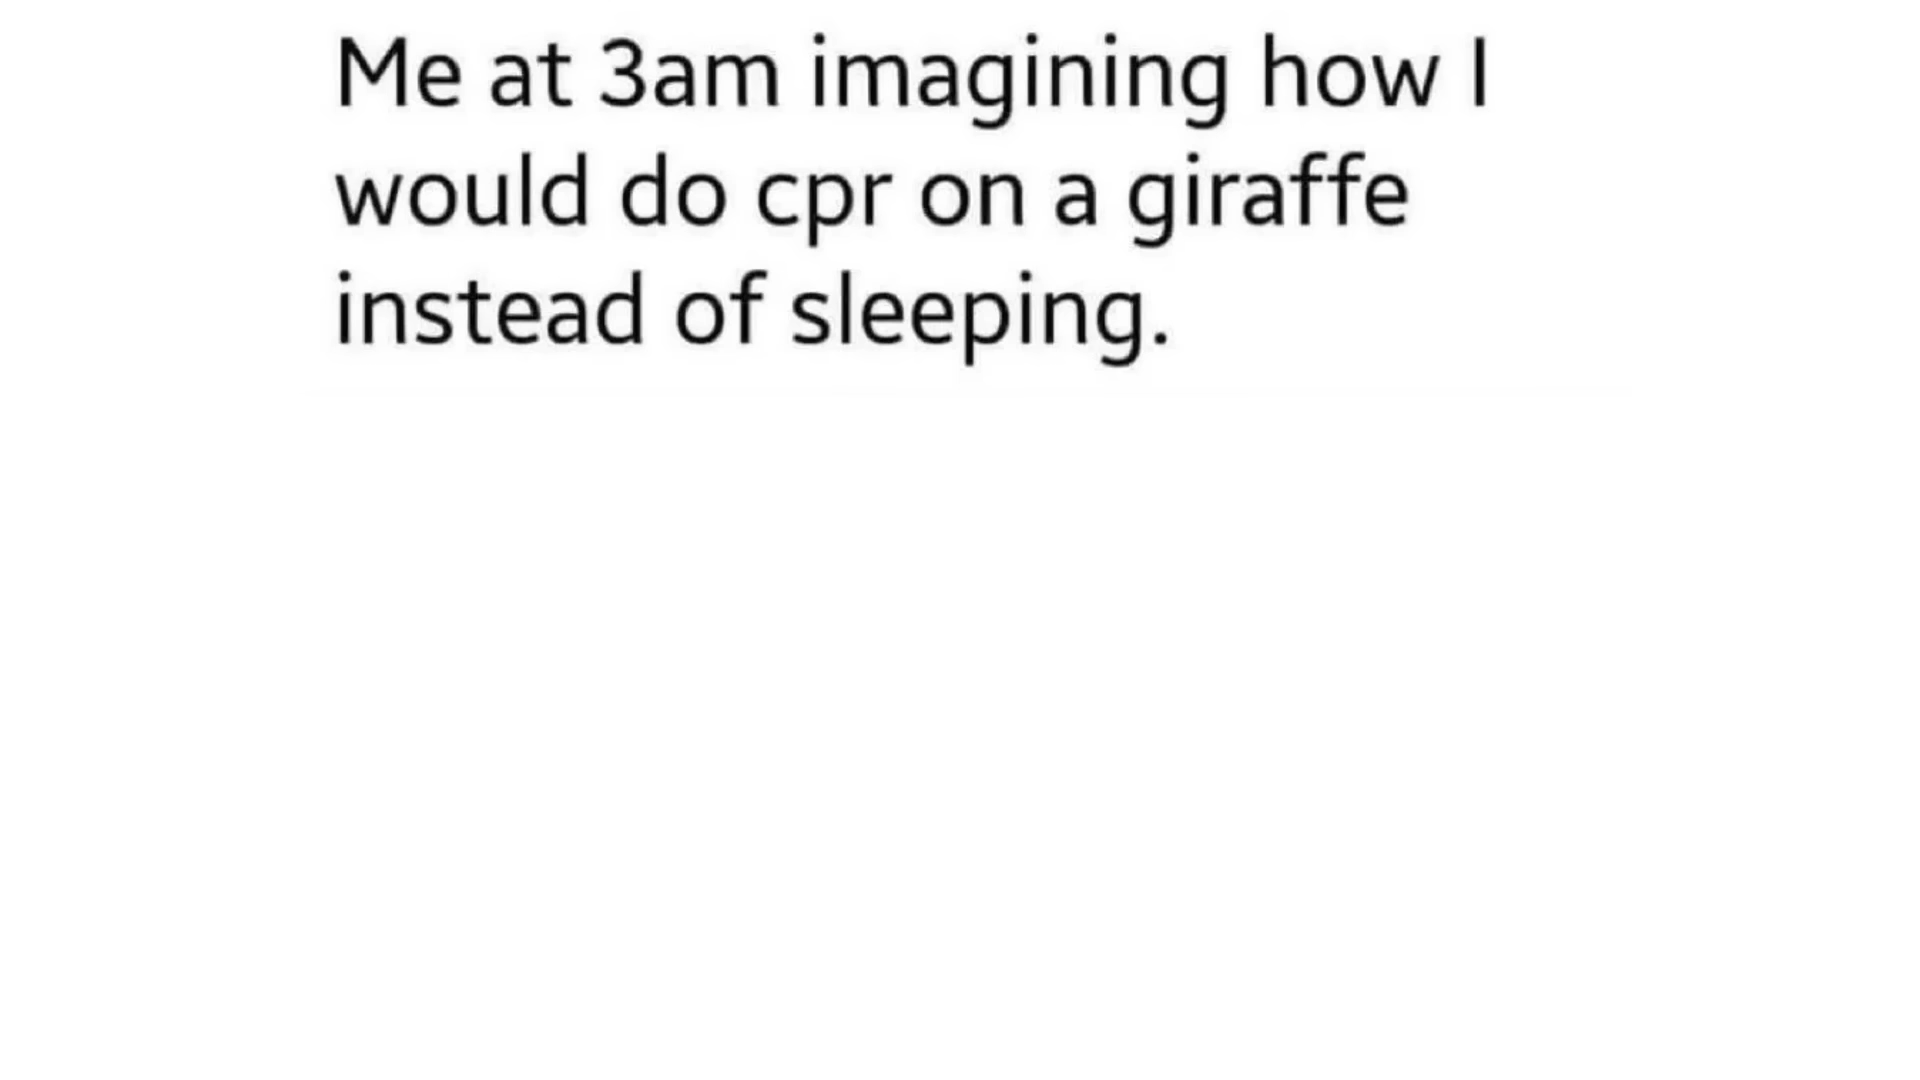 Me at 3am imagining how I
would do cpr on a giraffe
instead of sleeping.